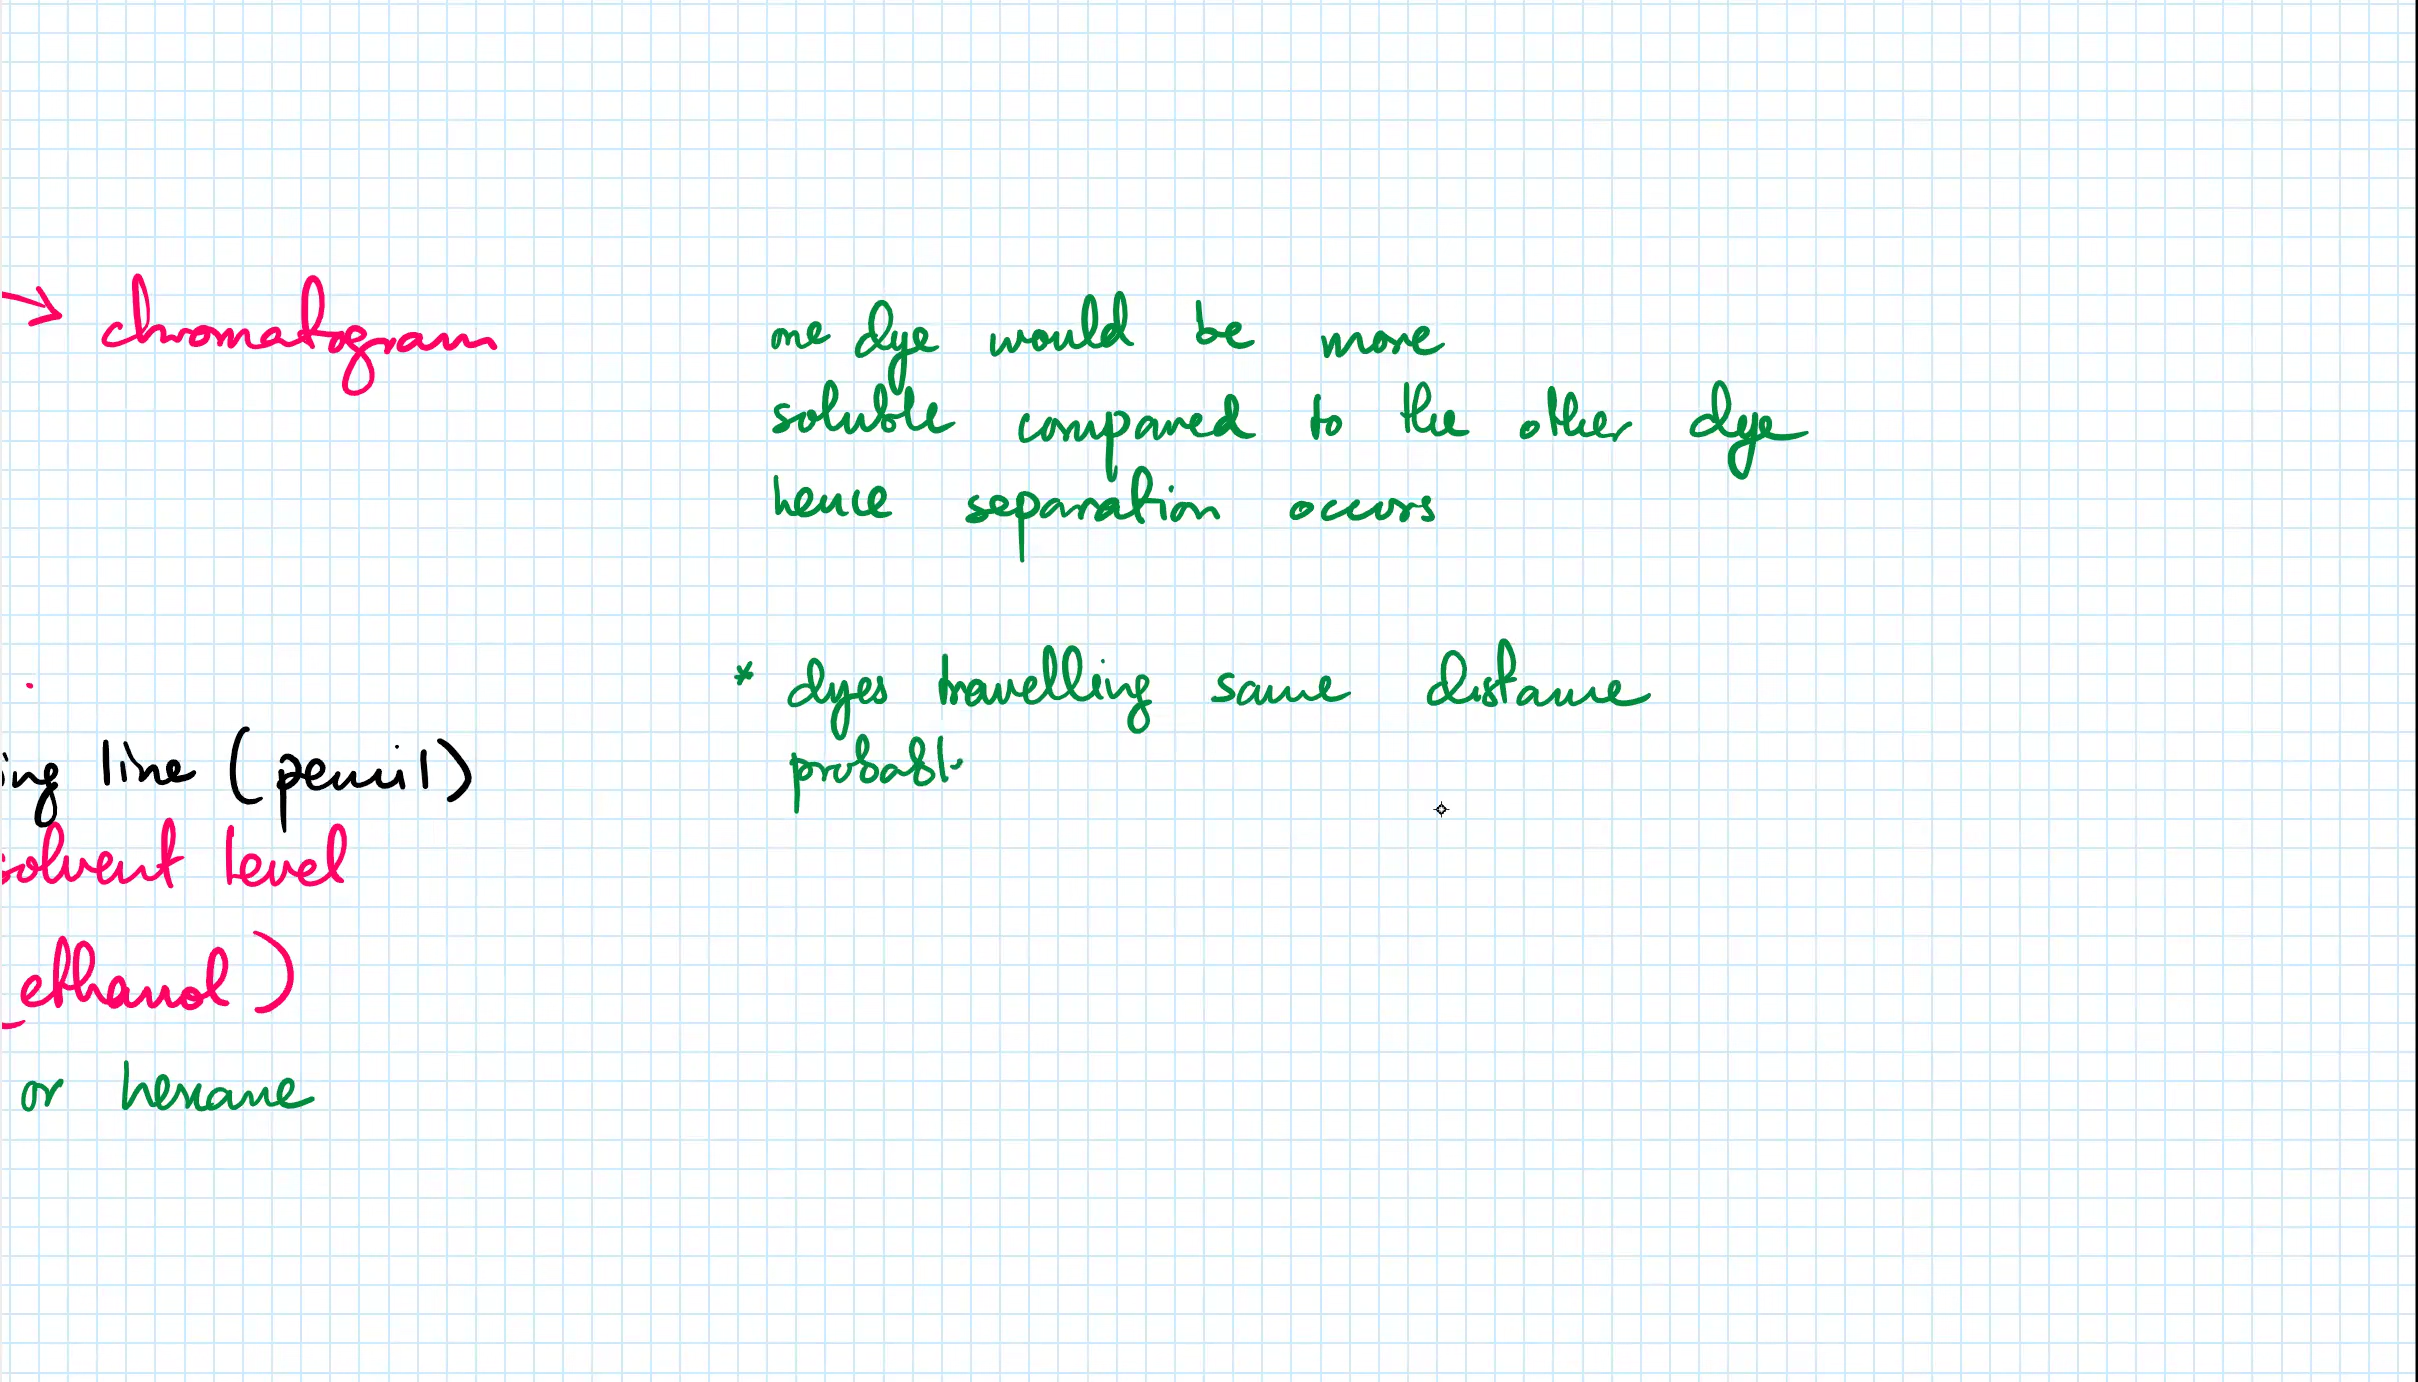 chromatogram
one dye would be more
soluble compared to the other dye
hence separation occurs
* dyes travelling same distance
probabl
ing line (pencil)
solvent level
ethanol)
or hexane